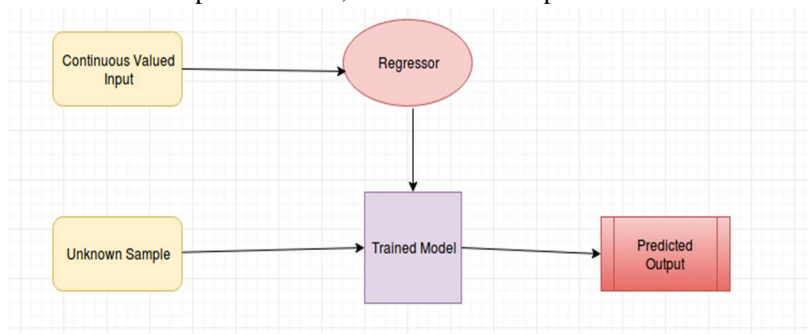 Continuous Valued
Input
Regressor
Unknown Sample
Trained Model
Predicted
Output